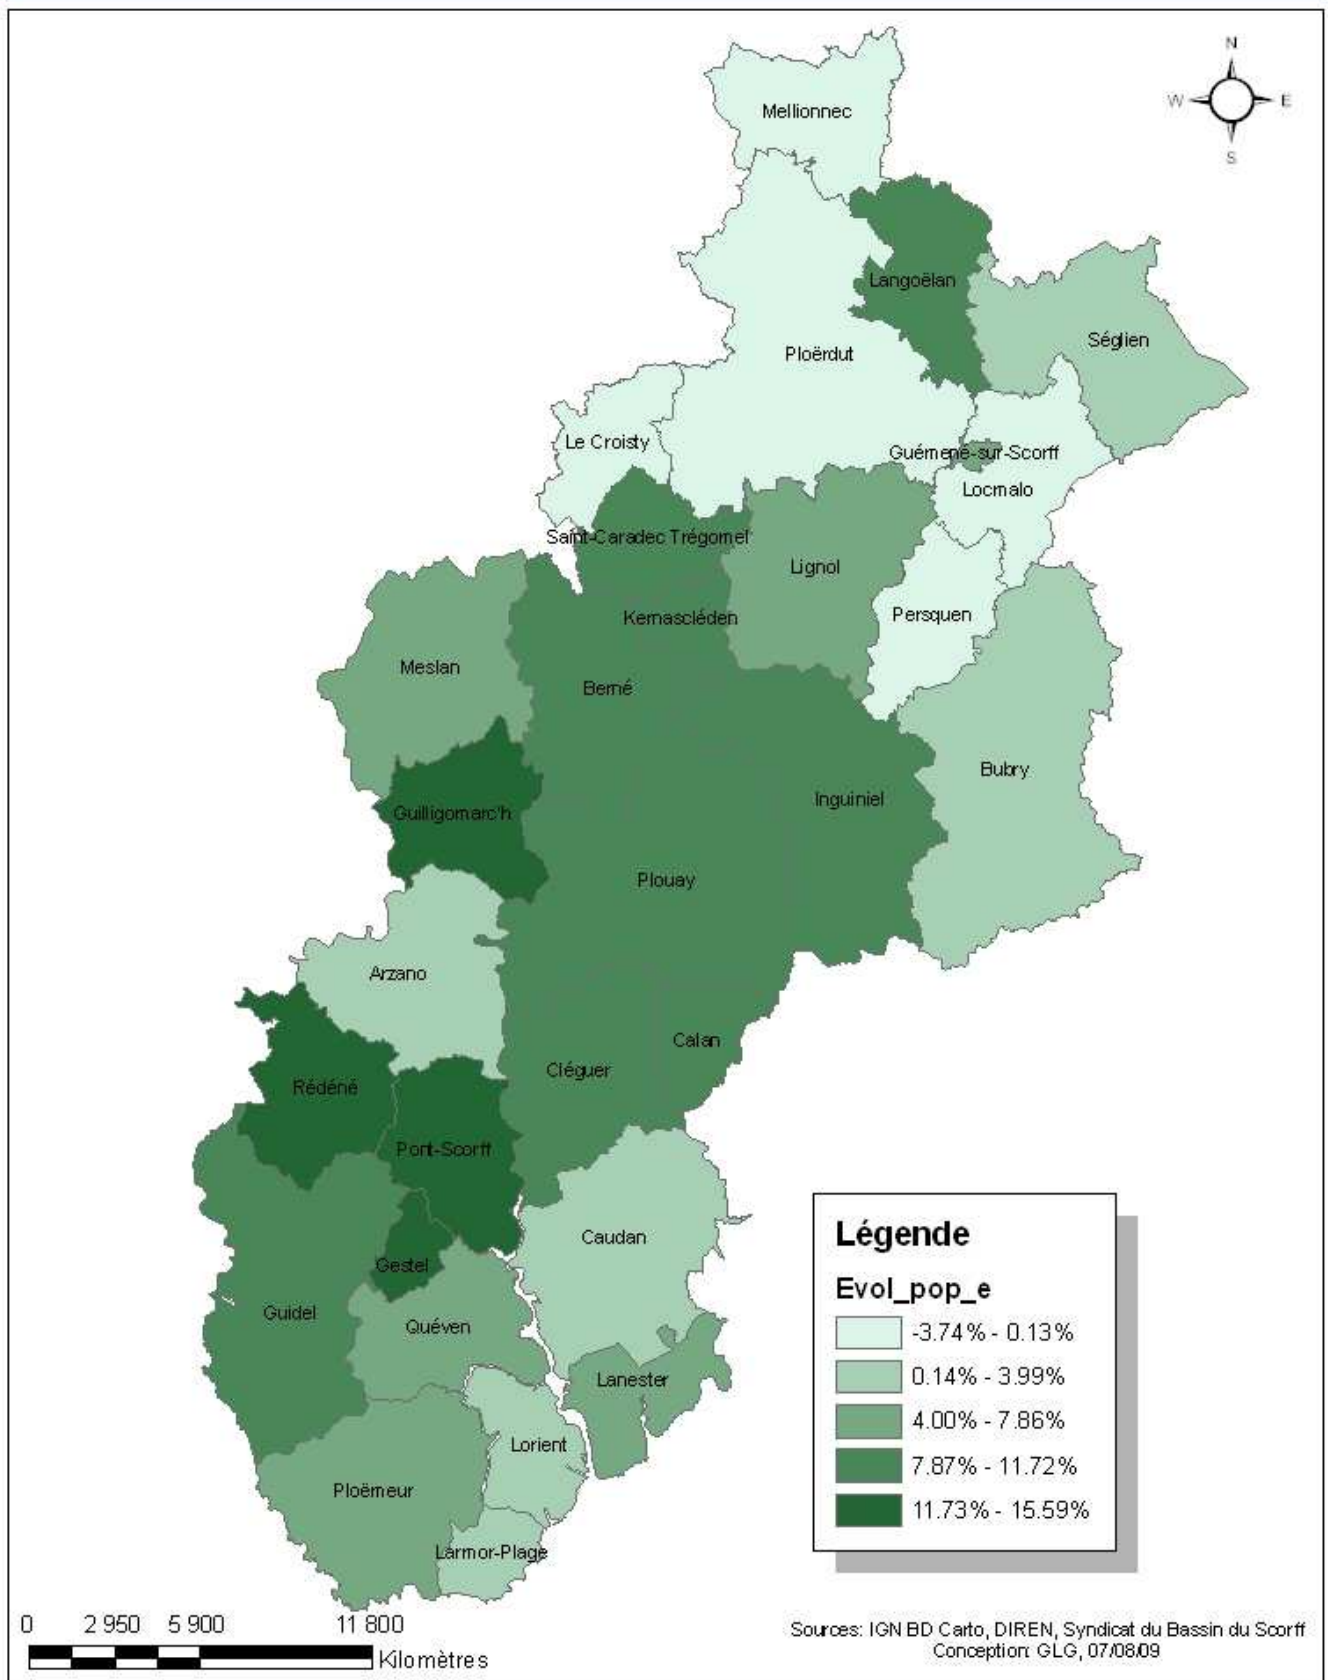 N
W E
S
Mellionnec
Langoëlan
Séglien
Ploërdut
Le Croisty
Guémené-sur-Scorff
Locmalo
Saint-Caradec Trégomel
Lignol
Kernascléden
Persquen
Meslan
Berné
Bubry
Inguiniel
Guilligomarc'h
Plouay
Arzano
Calan
Cléguer
Rédéné
Pont-Scorff
Caudan
Gestel
Guidel
Quéven
Lanester
Lorient
Ploëmeur
Larmor-Plage
Légende
Evol_pop_e
-3.74% - 0.13%
0.14% - 3.99%
4.00% - 7.86%
7.87% - 11.72%
11.73% - 15.59%
0 2 950 5 900 11 800
Kilomètres
Sources: IGN BD Carto, DIREN, Syndicat du Bassin du Scorff
Conception: GLG, 07/08/09